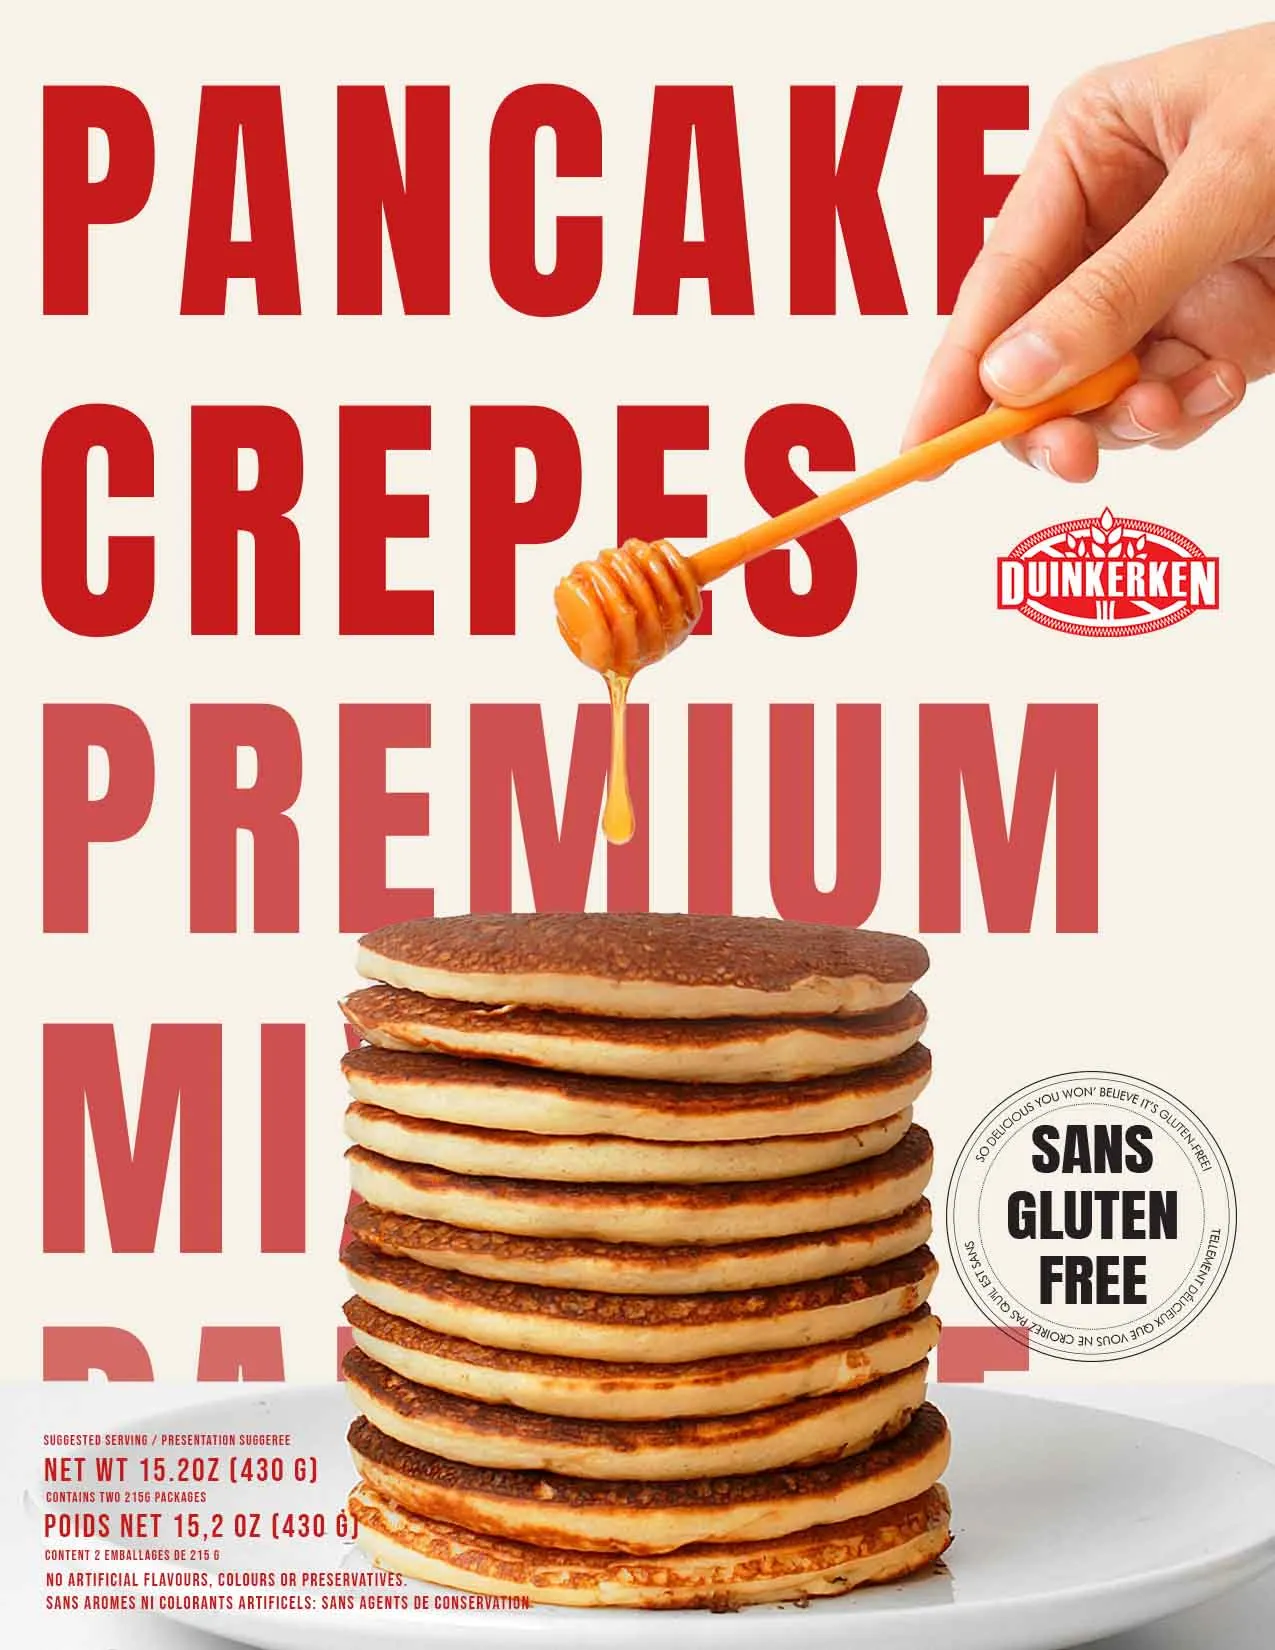 PANCAKE
CREPES
DUINKERKEN
PREMIUM
MIX
SO DELICIOUS YOU WON' BELIEVE IT'S GLUTEN-FREE!
SANS
GLUTEN
FREE
TELLEMENT DÉLICIEUX QUE VOUS NE CROIREZ PAS QU'IL EST SANS
SUGGESTED SERVING / PRESENTATION SUGGEREE
NET WT 15.2OZ (430 G)
CONTAINS TWO 215G PACKAGES
POIDS NET 15,2 OZ (430 G)
CONTENT 2 EMBALLAGES DE 215 G
NO ARTIFICIAL FLAVOURS, COLOURS OR PRESERVATIVES.
SANS AROMES NI COLORANTS ARTIFICELS: SANS AGENTS DE CONSERVATION.